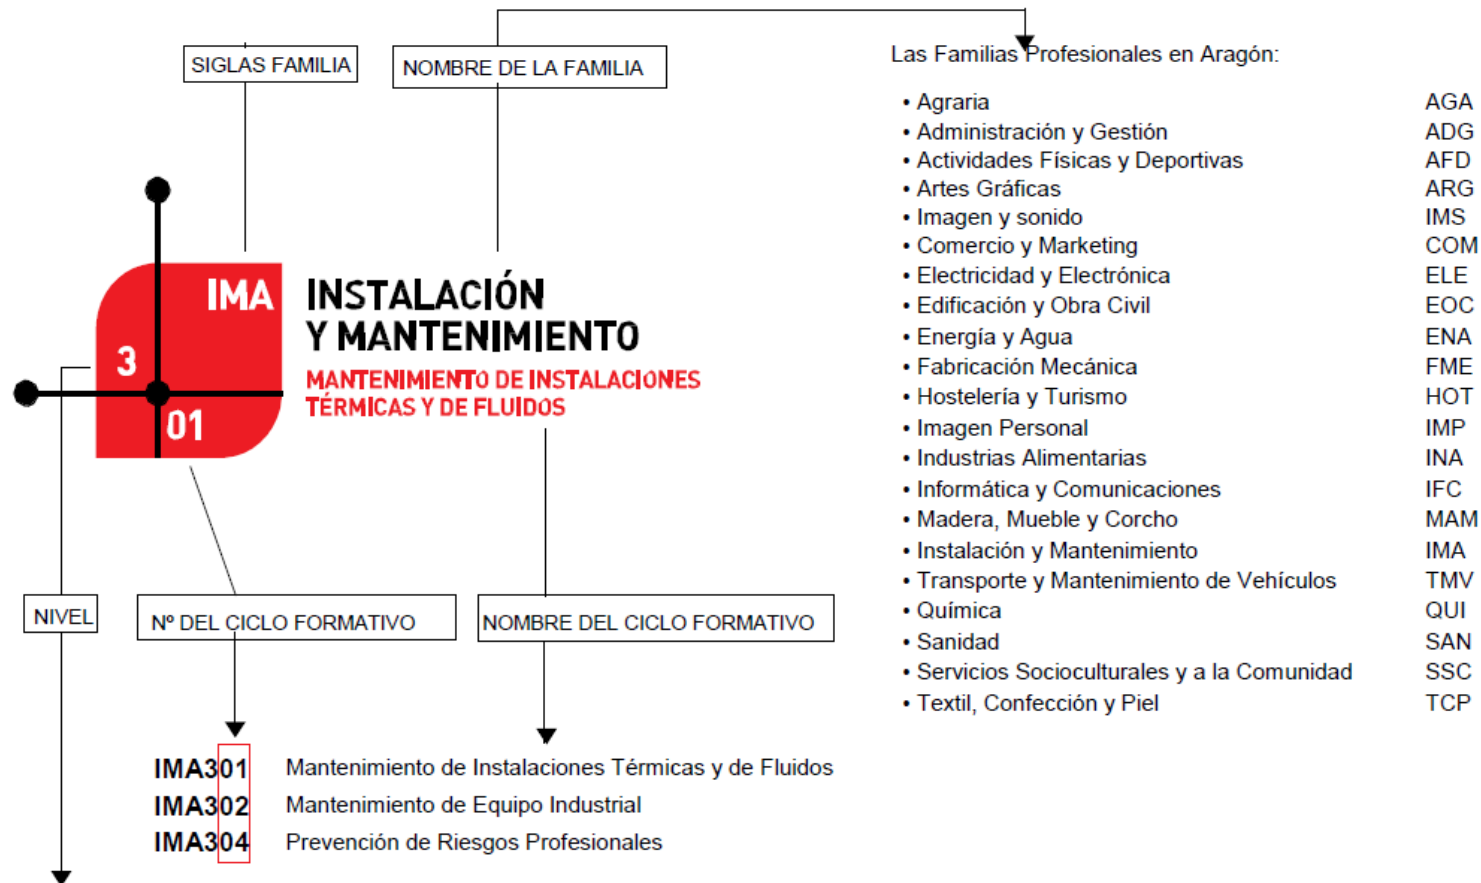 SIGLAS FAMILIA
NOMBRE DE LA FAMILIA
IMA
3
01
INSTALACIÓN
Y MANTENIMIENTO
MANTENIMIENTO DE INSTALACIONES
TÉRMICAS Y DE FLUIDOS
NIVEL
Nº DEL CICLO FORMATIVO
NOMBRE DEL CICLO FORMATIVO
IMA301 Mantenimiento de Instalaciones Térmicas y de Fluidos
IMA302 Mantenimiento de Equipo Industrial
IMA304 Prevención de Riesgos Profesionales
Las Familias Profesionales en Aragón:
• Agraria AGA
• Administración y Gestión ADG
• Actividades Físicas y Deportivas AFD
• Artes Gráficas ARG
• Imagen y sonido IMS
• Comercio y Marketing COM
• Electricidad y Electrónica ELE
• Edificación y Obra Civil EOC
• Energía y Agua ENA
• Fabricación Mecánica FME
• Hostelería y Turismo HOT
• Imagen Personal IMP
• Industrias Alimentarias INA
• Informática y Comunicaciones IFC
• Madera, Mueble y Corcho MAM
• Instalación y Mantenimiento IMA
• Transporte y Mantenimiento de Vehículos TMV
• Química QUI
• Sanidad SAN
• Servicios Socioculturales y a la Comunidad SSC
• Textil, Confección y Piel TCP